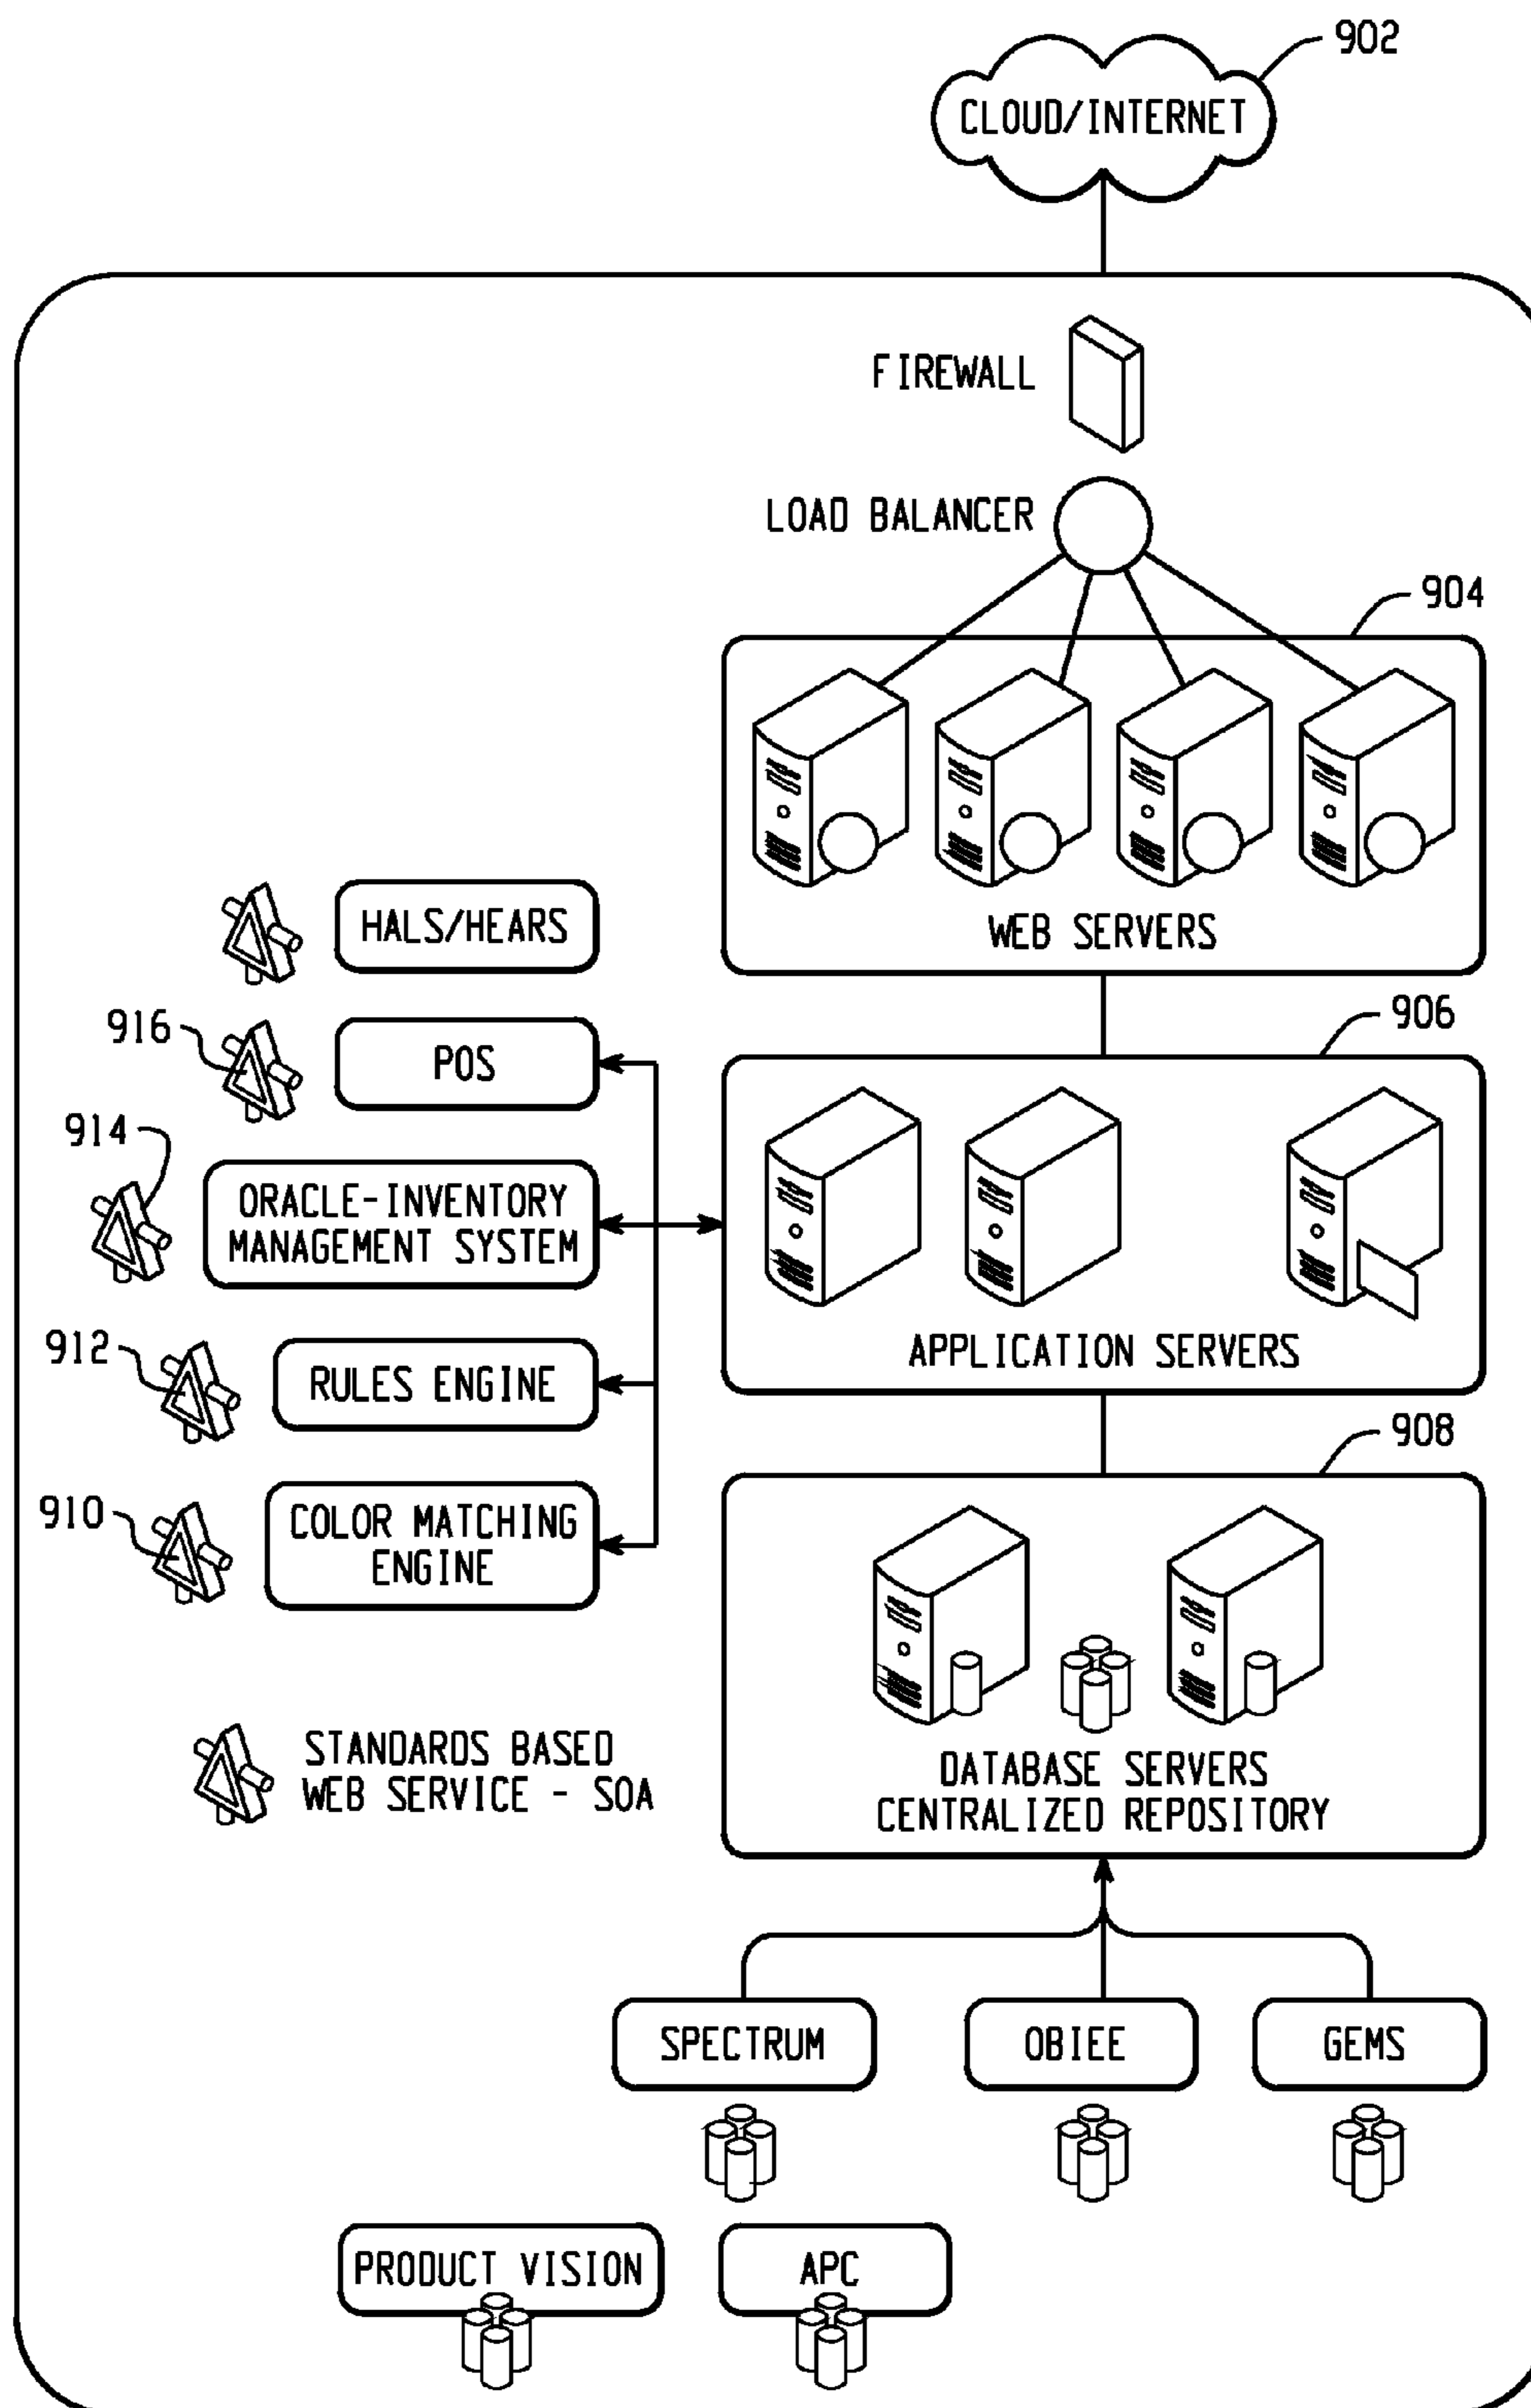 902
CLOUD/INTERNET
FIREWALL
LOAD BALANCER
904
WEB SERVERS
HALS/HEARS
916
POS
906
914
ORACLE-INVENTORY
MANAGEMENT SYSTEM
912
RULES ENGINE
APPLICATION SERVERS
908
910
COLOR MATCHING
ENGINE
STANDARDS BASED
WEB SERVICE - SOA
DATABASE SERVERS
CENTRALIZED REPOSITORY
SPECTRUM
OBIEE
GEMS
PRODUCT VISION
APC